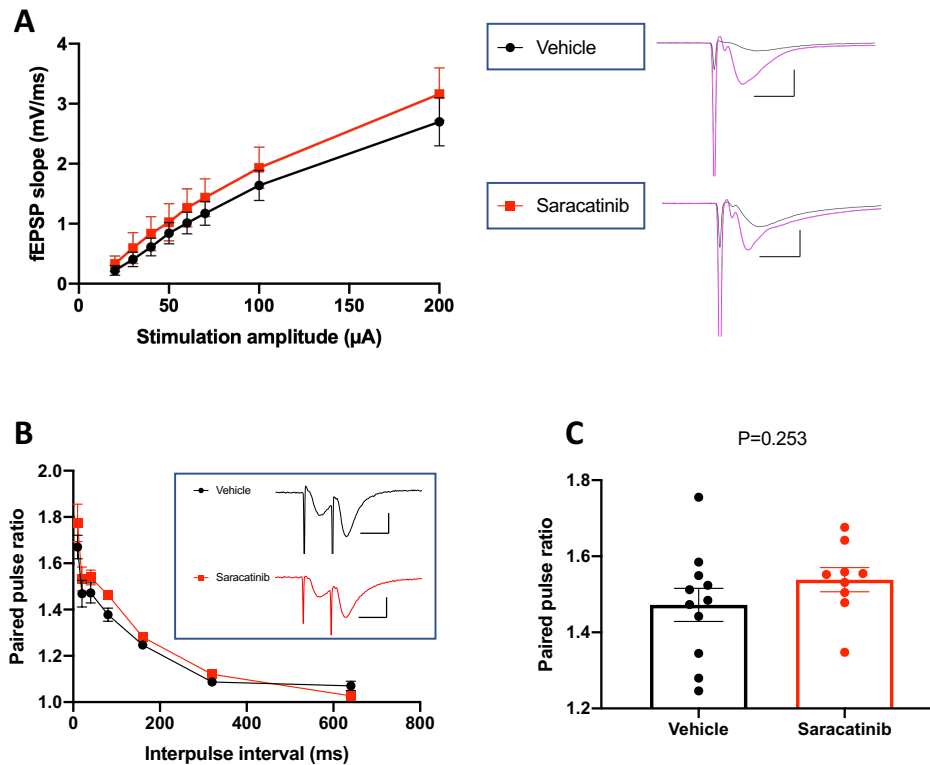 A
Vehicle
Saracatinib
fEPSP slope (mV/ms)
4
3
2
1
0
0
50
100
150
200
Stimulation amplitude (µA)
B
Vehicle
Saracatinib
Paired pulse ratio
2.0
1.8
1.6
1.4
1.2
1.0
0
200
400
600
800
Interpulse interval (ms)
C
P=0.253
Paired pulse ratio
1.8
1.6
1.4
1.2
Vehicle
Saracatinib